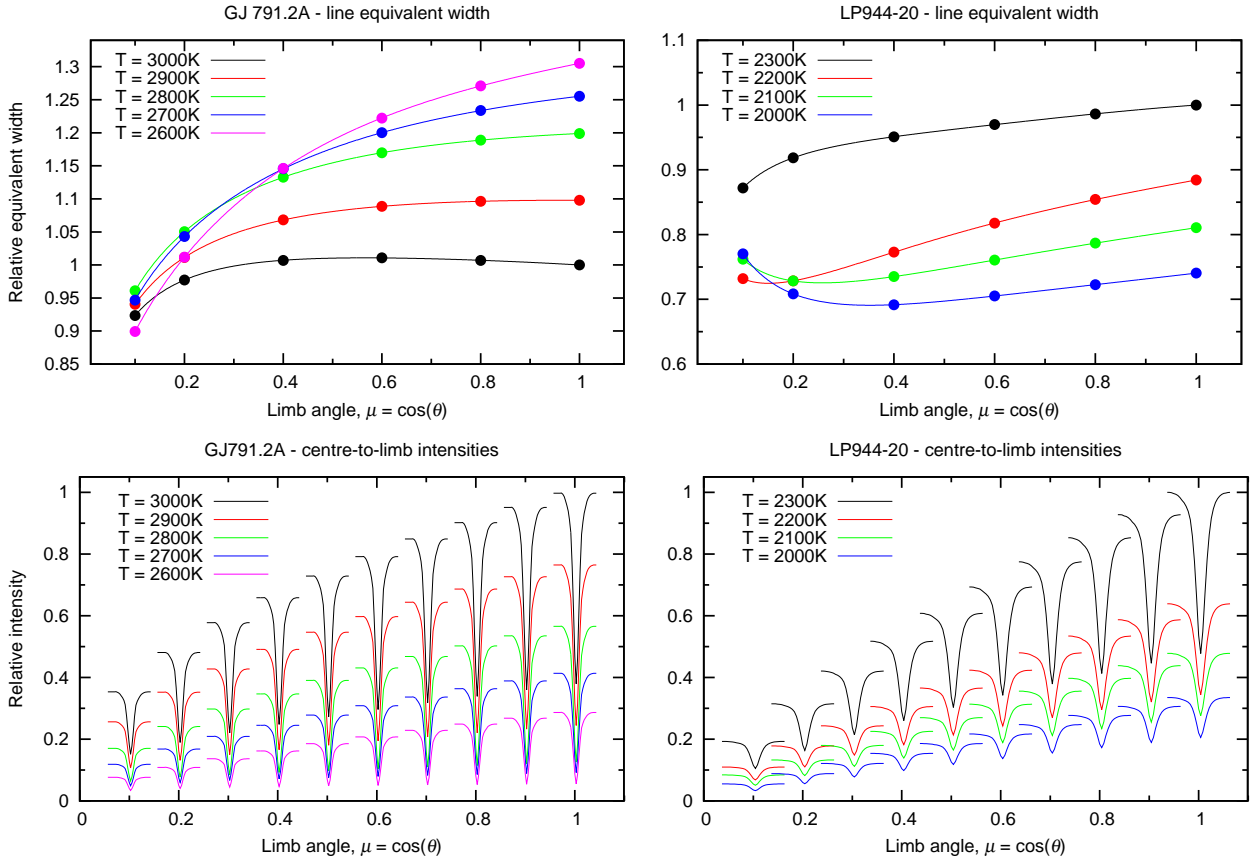 GJ 791.2A - line equivalent width
Relative equivalent width
1.3
1.25
1.2
1.15
1.1
1.05
1
0.95
0.9
0.85
T = 3000K
T = 2900K
T = 2800K
T = 2700K
T = 2600K
0.2 0.4 0.6 0.8 1
Limb angle, μ = cos(θ)
LP944-20 - line equivalent width
1.1
1
0.9
0.8
0.7
0.6
T = 2300K
T = 2200K
T = 2100K
T = 2000K
0.2 0.4 0.6 0.8 1
Limb angle, μ = cos(θ)
GJ791.2A - centre-to-limb intensities
Relative intensity
1
0.8
0.6
0.4
0.2
0
T = 3000K
T = 2900K
T = 2800K
T = 2700K
T = 2600K
0 0.2 0.4 0.6 0.8 1
Limb angle, μ = cos(θ)
LP944-20 - centre-to-limb intensities
1
0.8
0.6
0.4
0.2
0
T = 2300K
T = 2200K
T = 2100K
T = 2000K
0 0.2 0.4 0.6 0.8 1
Limb angle, μ = cos(θ)